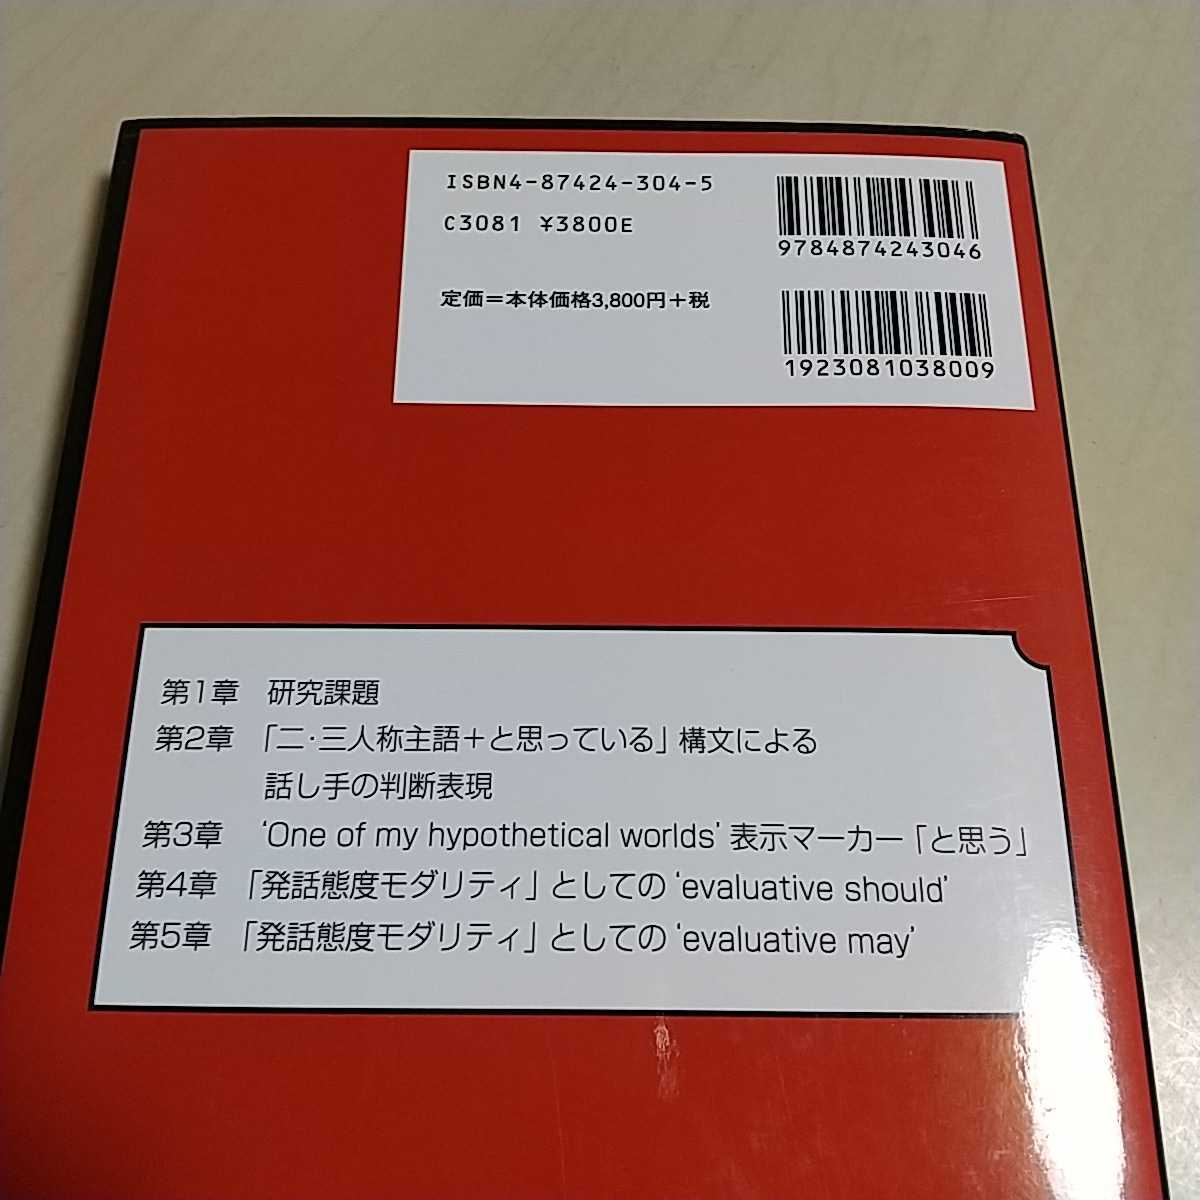 ISBN4-87424-304-5
C3081 ¥3800E
定価＝本体価格3,800円＋税
9784874243046
1923081038009
第1章 研究課題
第2章 「二・三人称主語＋と思っている」構文による
話し手の判断表現
第3章 ‘One of my hypothetical worlds’表示マーカー「と思う」
第4章 「発話態度モダリティ」としての‘evaluative should’
第5章 「発話態度モダリティ」としての‘evaluative may’